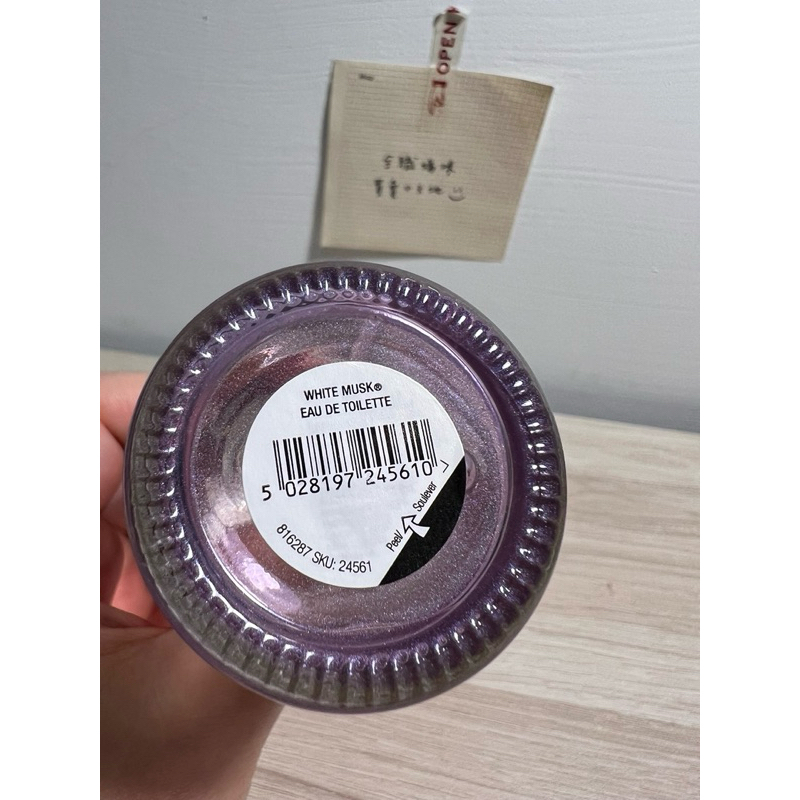 OPEN
WHITE MUSK®
EAU DE TOILETTE
5 028197 245610 >
816287 SKU: 24561
Peel/ Soulever